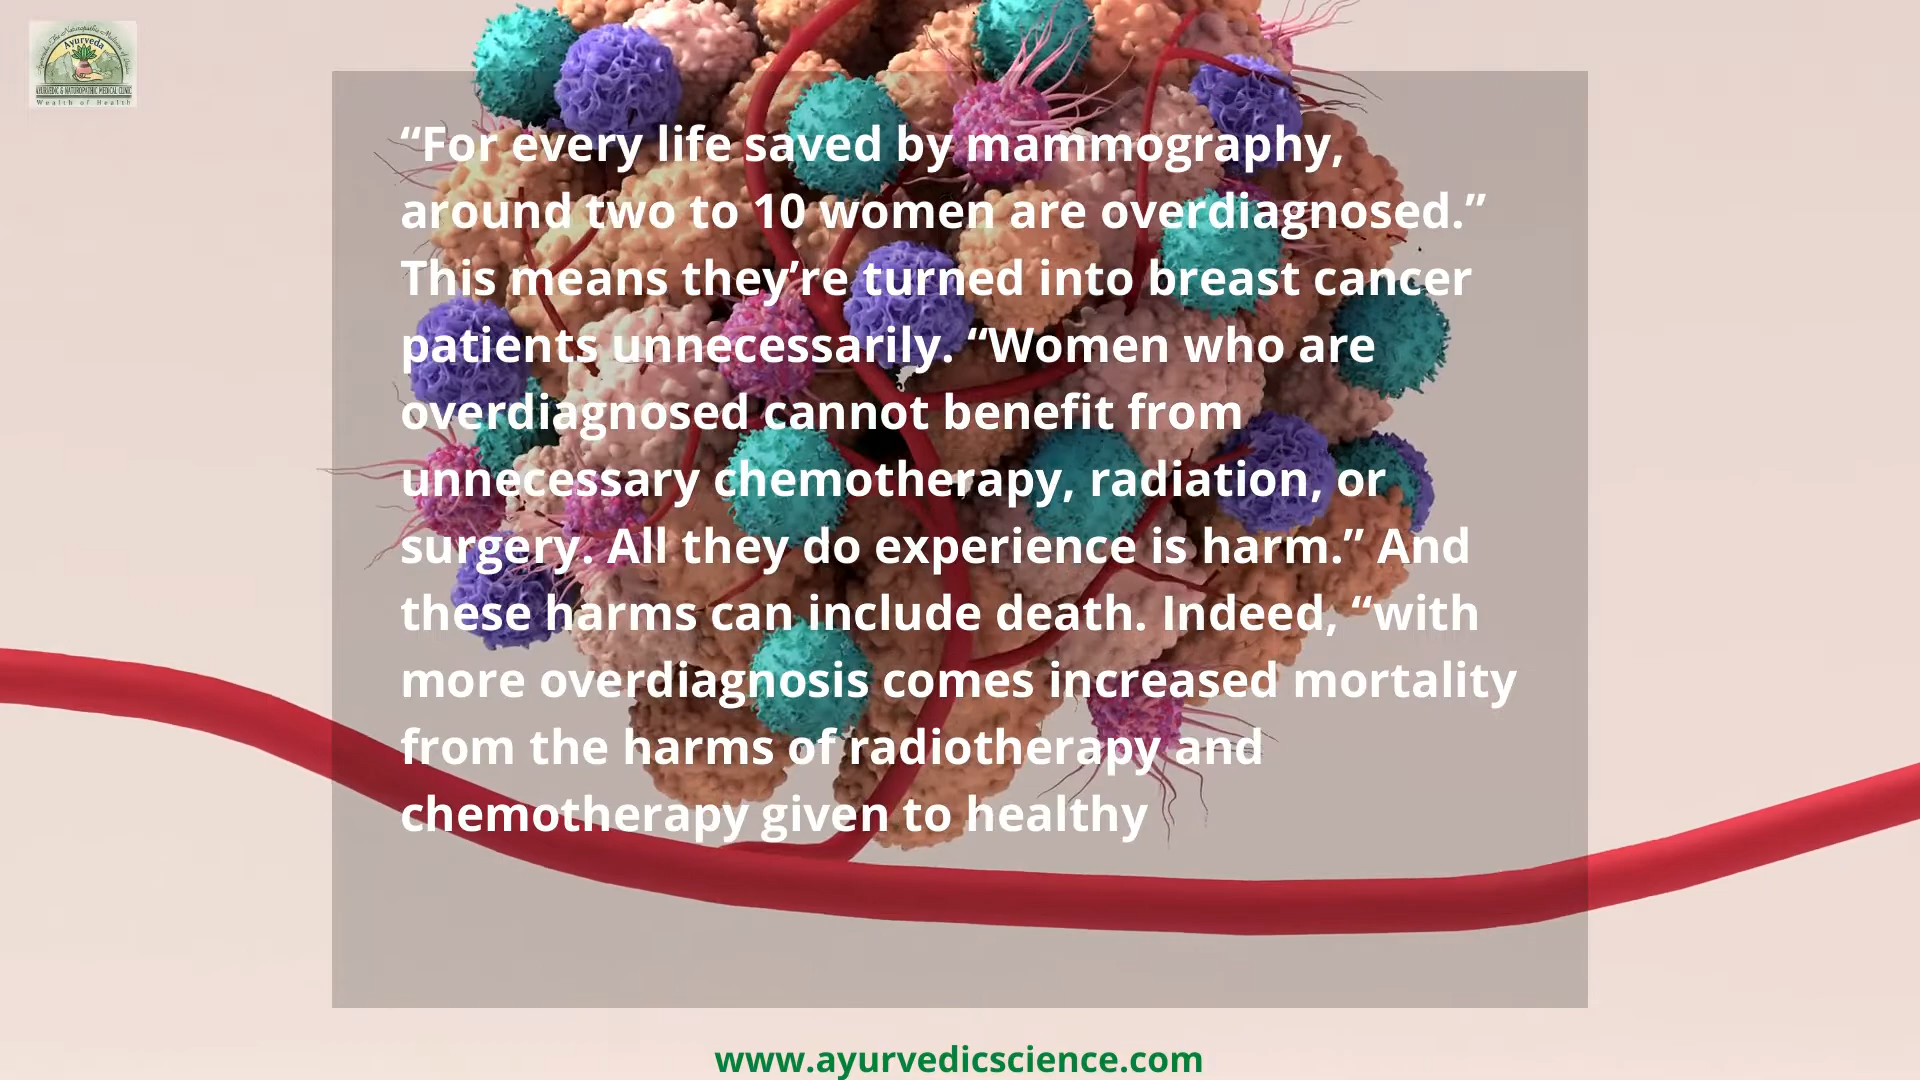 Ayurveda
AYURVEDIC & NATUROPATHIC MEDICAL CLINIC
Wealth of Health
“For every life saved by mammography,
around two to 10 women are overdiagnosed.”
This means they’re turned into breast cancer
patients unnecessarily. “Women who are
overdiagnosed cannot benefit from
unnecessary chemotherapy, radiation, or
surgery. All they do experience is harm.” And
these harms can include death. Indeed, “with
more overdiagnosis comes increased mortality
from the harms of radiotherapy and
chemotherapy given to healthy
www.ayurvedicscience.com